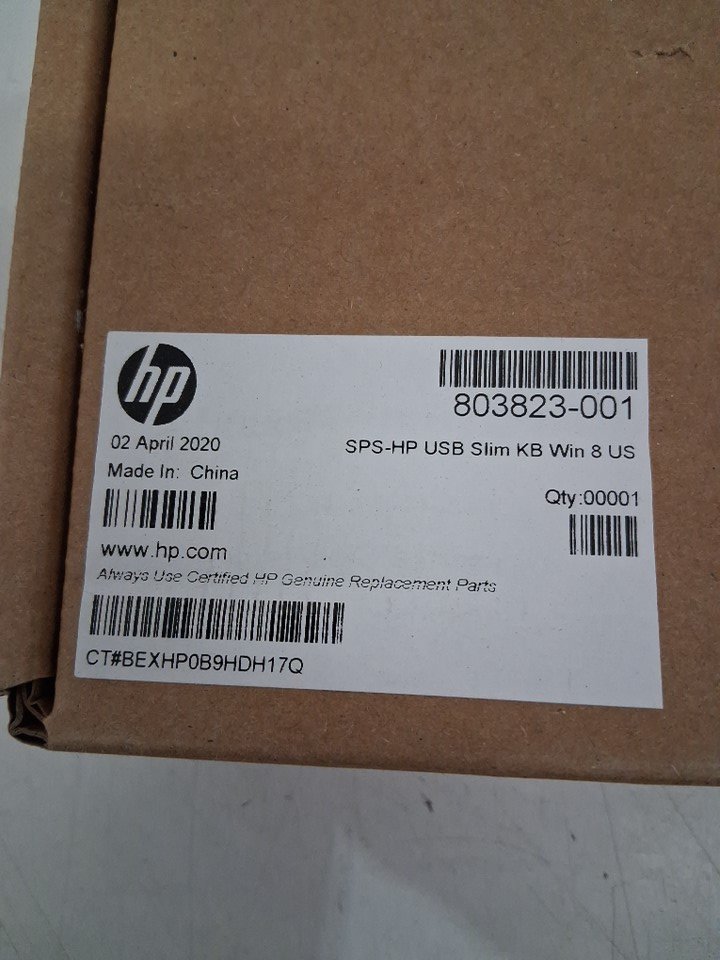 hp
803823-001
02 April 2020
SPS-HP USB Slim KB Win 8 US
Made In: China
Qty:00001
www.hp.com
Always Use Certified HP Genuine Replacement Parts
CT#BEXHP0B9HDH17Q